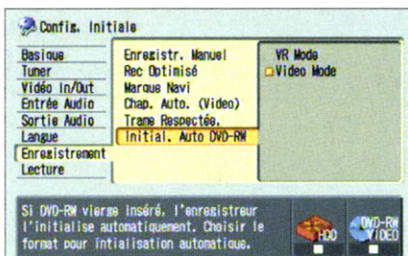 Config. Initiale
Basique
Tuner
Vidéo In/Out
Entrée Audio
Sortie Audio
Langue
Enregistrement
Lecture
Enregistr. Manuel
Rec Optimisé
Marque Navi
Chap. Auto. (Video)
Trame Respectée.
Initial. Auto DVD-RW
VR Mode
Video Mode
Si DVD-RW vierge inséré, l'enregistreur
l'initialise automatiquement. Choisir le
format pour intialisation automatique.
HDD
DVD-RW
VIDEO